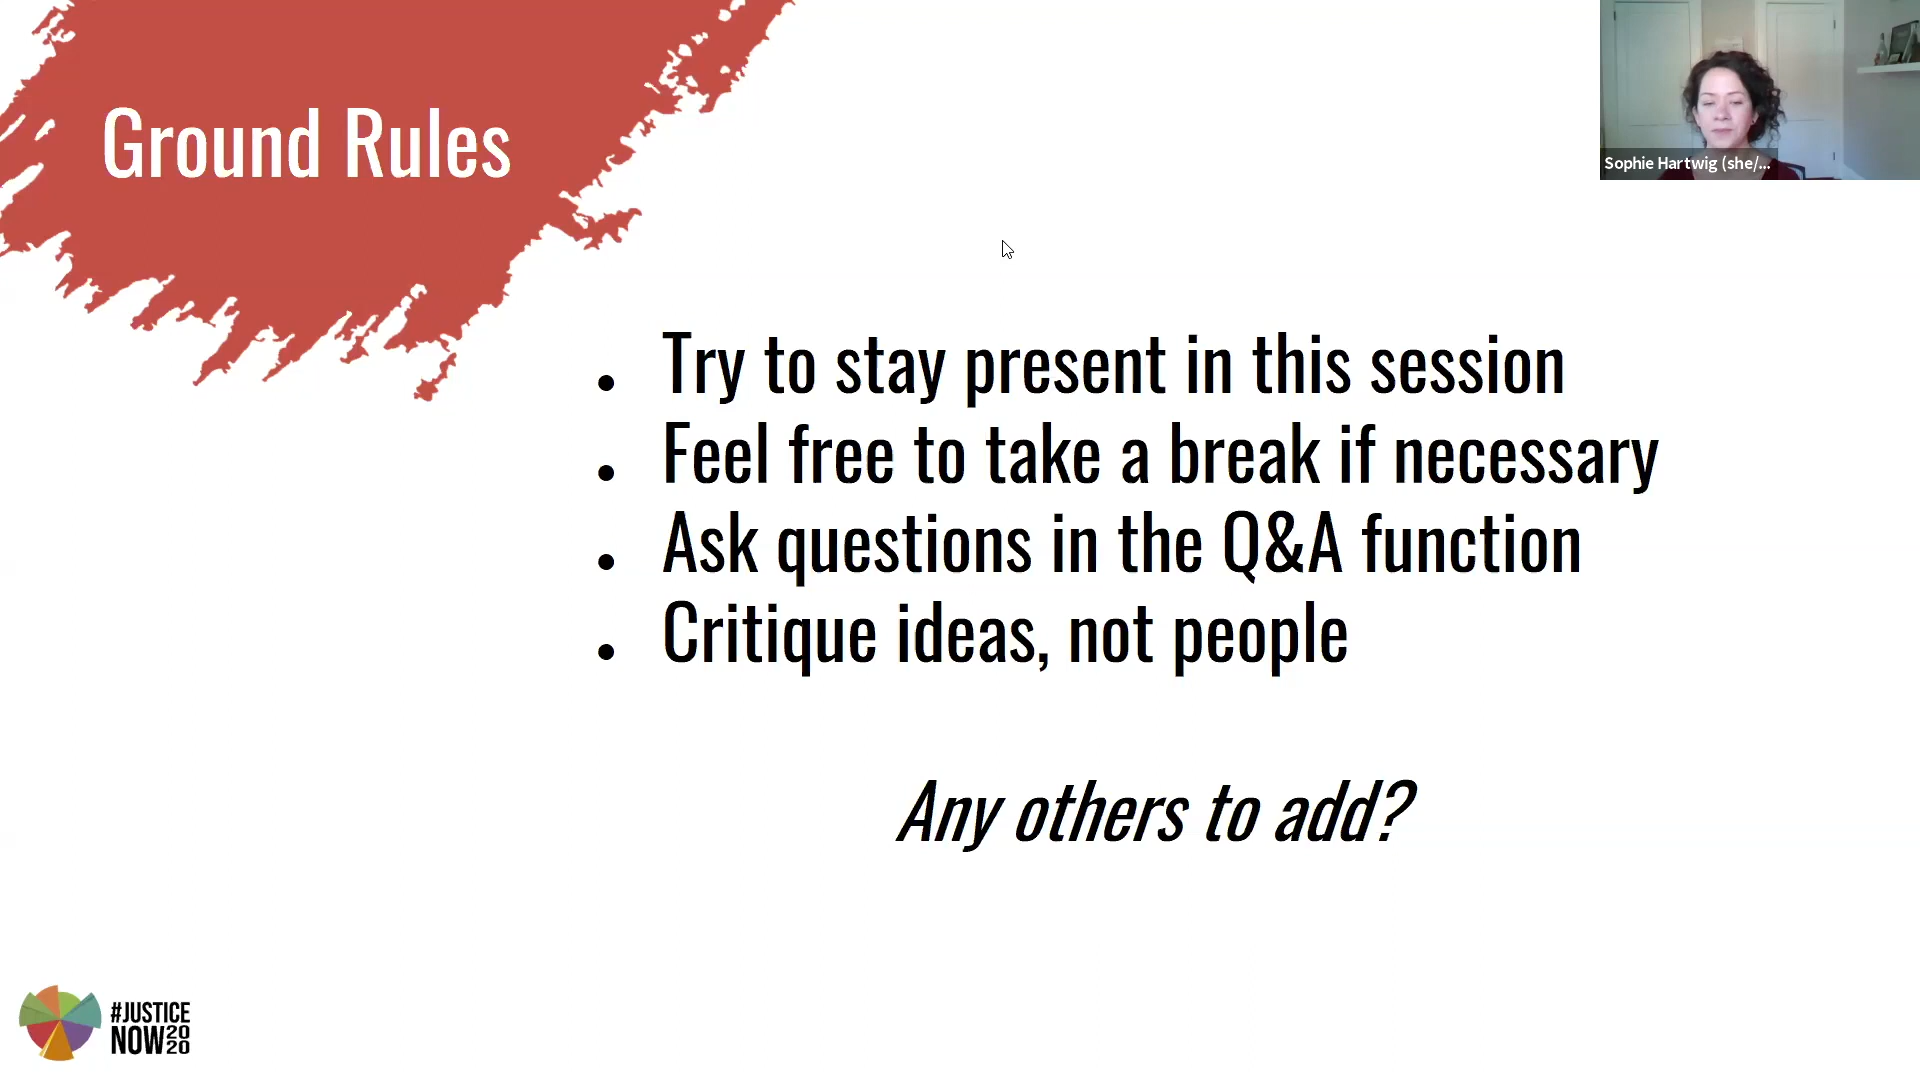 Ground Rules
Sophie Hartwig (she/...
• Try to stay present in this session
• Feel free to take a break if necessary
• Ask questions in the Q&A function
• Critique ideas, not people
Any others to add?
#JUSTICE
NOW2020